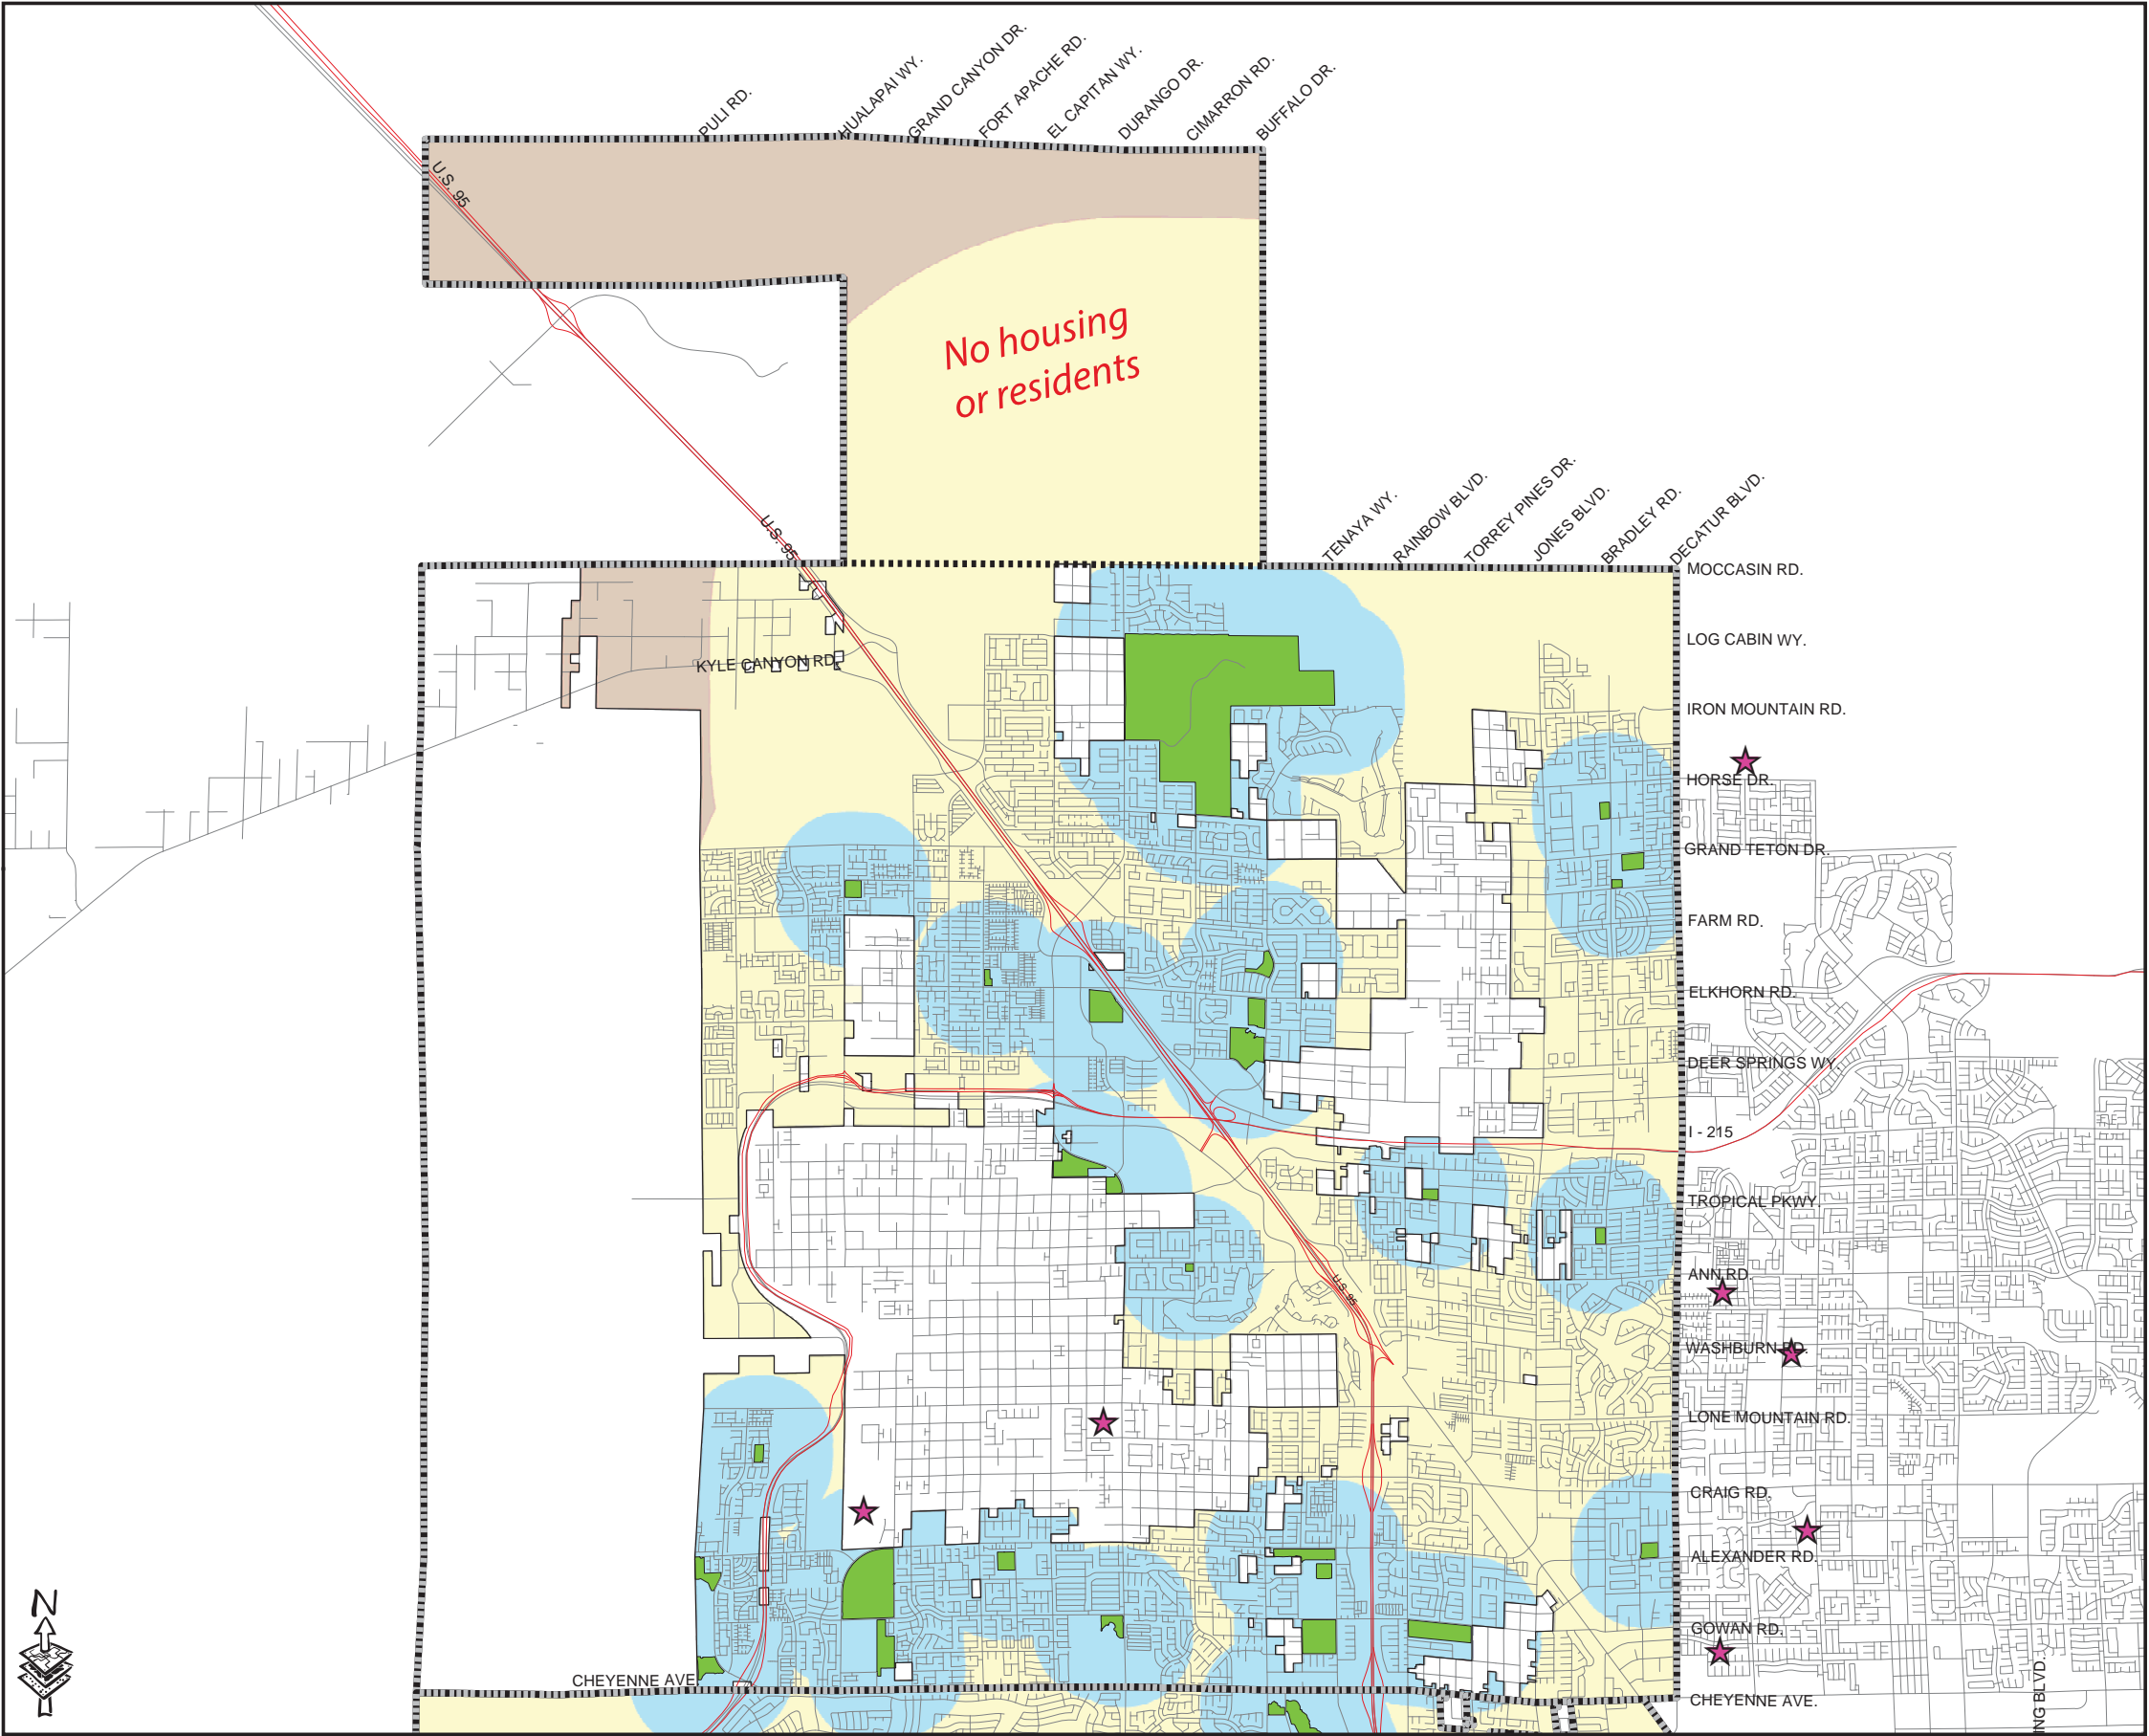 PULI RD.
HUALAPAI WY.
GRAND CANYON DR.
FORT APACHE RD.
EL CAPITAN WY.
DURANGO DR.
CIMARRON RD.
BUFFALO DR.
U.S. 95
No housing
or residents
U.S. 95
TENAYA WY.
RAINBOW BLVD.
TORREY PINES DR.
JONES BLVD.
BRADLEY RD.
DECATUR BLVD.
MOCCASIN RD.
LOG CABIN WY.
KYLE CANYON RD.
IRON MOUNTAIN RD.
HORSE DR.
GRAND TETON DR.
FARM RD.
ELKHORN RD.
DEER SPRINGS WY.
I - 215
TROPICAL PKWY.
ANN RD.
U.S. 95
WASHBURN RD.
LONE MOUNTAIN RD.
CRAIG RD.
ALEXANDER RD.
N
GOWAN RD.
CHEYENNE AVE.
CHEYENNE AVE.
NG BLVD.